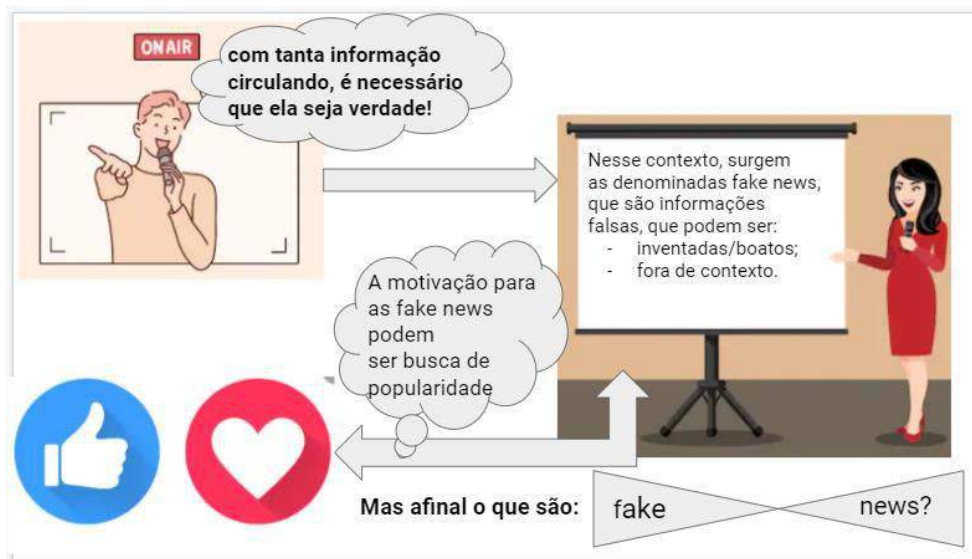 ON AIR
com tanta informação
circulando, é necessário
que ela seja verdade!
Nesse contexto, surgem
as denominadas fake news,
que são informações
falsas, que podem ser:
- inventadas/boatos;
- fora de contexto.
A motivação para
as fake news
podem
ser busca de
popularidade
Mas afinal o que são: fake news?